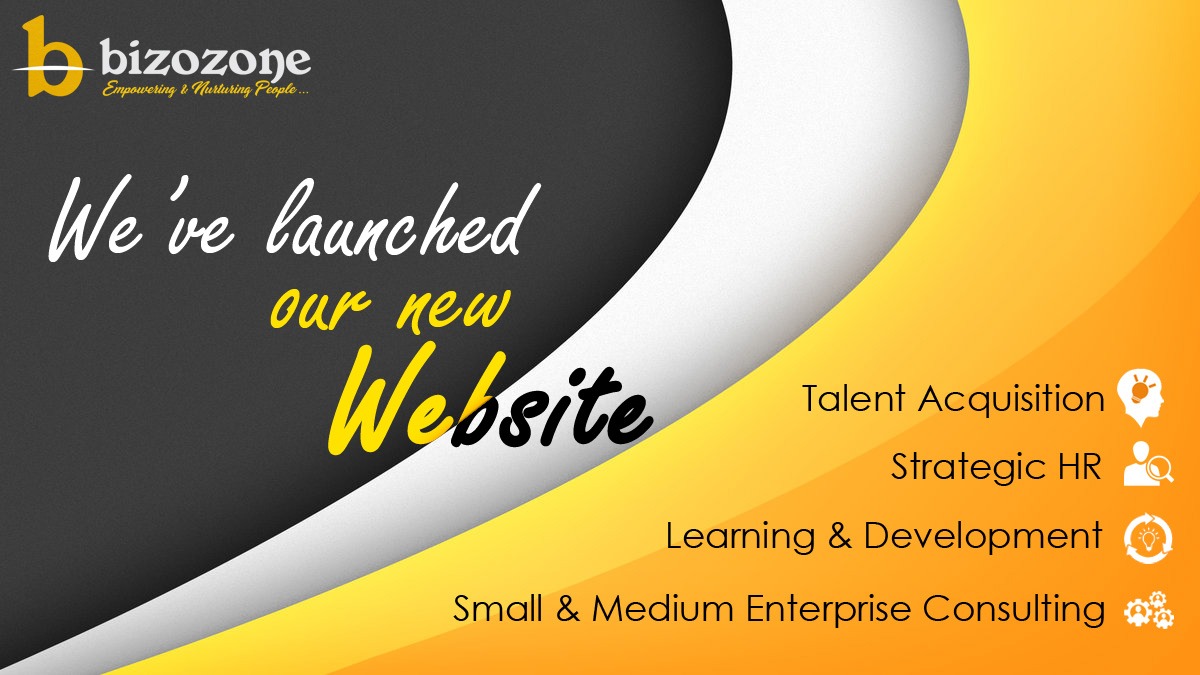 b bizozone
Empowering & Nurturing People...
We've launched
our new
Website
Talent Acquisition
Strategic HR
Learning & Development
Small & Medium Enterprise Consulting